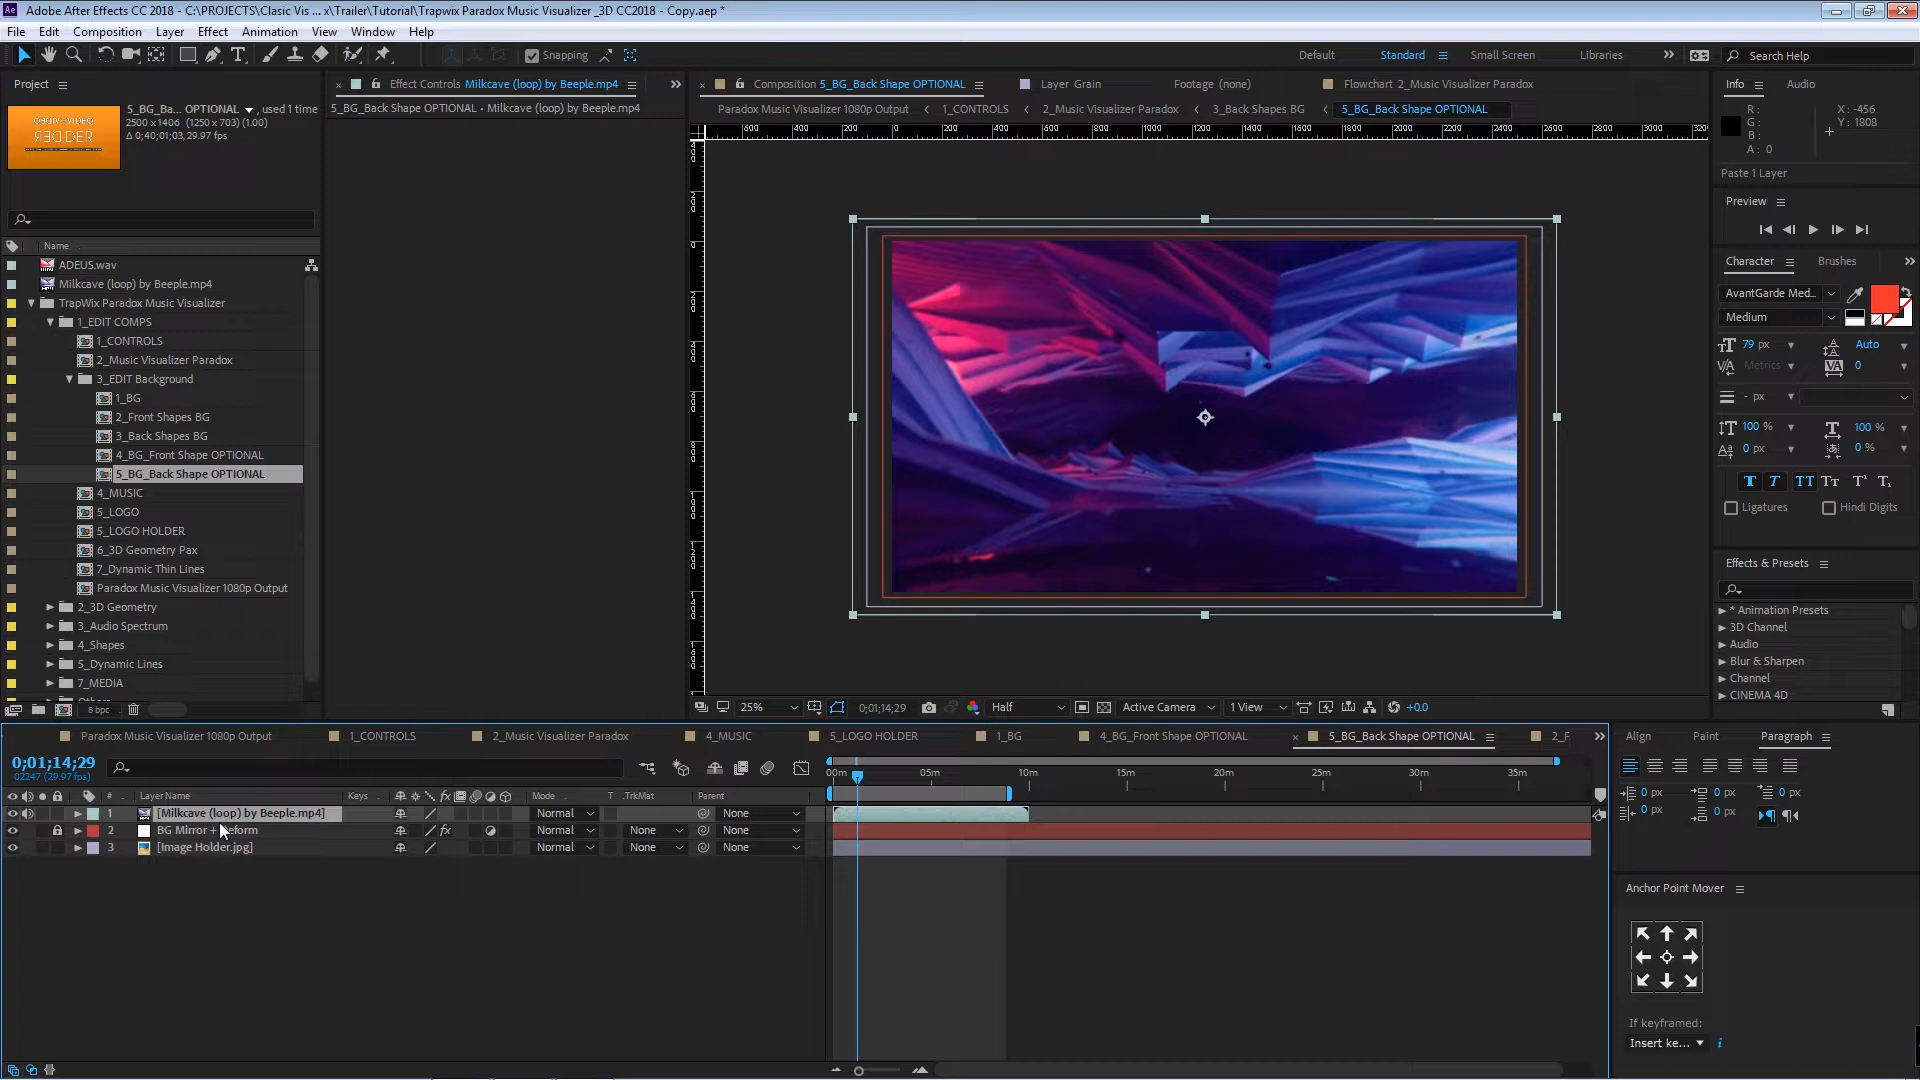 Adobe After Effects CC 2018 - C:\PROJECTS\Clasic Vis ... x\Trailer\Tutorial\Trapwix Paradox Music Visualizer _3D CC2018 - Copy.aep *
File Edit Composition Layer Effect Animation View Window Help
Snapping
Default Standard Small Screen Libraries Search Help
Project
Effect Controls Milkcave (loop) by Beeple.mp4
Composition 5_BG_Back Shape OPTIONAL
Layer Grain
Footage (none)
Flowchart 2_Music Visualizer Paradox
Info Audio
5_BG_Ba... OPTIONAL , used 1 time
2500 x 1406 (1250 x 703) (1.00)
Δ 0;40;01;03, 29.97 fps
5_BG_Back Shape OPTIONAL • Milkcave (loop) by Beeple.mp4
Paradox Music Visualizer 1080p Output 1_CONTROLS 2_Music Visualizer Paradox 3_Back Shapes BG 5_BG_Back Shape OPTIONAL
R :
G :
B :
A : 0
X : -456
Y : 1808
Paste 1 Layer
Preview
Character Brushes
AvantGarde Med...
Medium
79 px Auto
Metrics 0
- px
100 % 100 %
0 px 0 %
Ligatures Hindi Digits
Effects & Presets
* Animation Presets
3D Channel
Audio
Blur & Sharpen
Channel
CINEMA 4D
Name
ADEUS.wav
Milkcave (loop) by Beeple.mp4
TrapWix Paradox Music Visualizer
1_EDIT COMPS
1_CONTROLS
2_Music Visualizer Paradox
3_EDIT Background
1_BG
2_Front Shapes BG
3_Back Shapes BG
4_BG_Front Shape OPTIONAL
5_BG_Back Shape OPTIONAL
4_MUSIC
5_LOGO
5_LOGO HOLDER
6_3D Geometry Pax
7_Dynamic Thin Lines
Paradox Music Visualizer 1080p Output
2_3D Geometry
3_Audio Spectrum
4_Shapes
5_Dynamic Lines
7_MEDIA
8 bpc
25% 0;01;14;29 Half Active Camera 1 View +0.0
Paradox Music Visualizer 1080p Output 1_CONTROLS 2_Music Visualizer Paradox 4_MUSIC 5_LOGO HOLDER 1_BG 4_BG_Front Shape OPTIONAL 5_BG_Back Shape OPTIONAL 2_F
Align Paint Paragraph
0;01;14;29
02247 (29.97 fps)
00m 05m 10m 15m 20m 25m 30m 35m
# Layer Name Keys Mode T .TrkMat Parent
1 [Milkcave (loop) by Beeple.mp4] Normal None
2 BG Mirror + Normal None None
3 [Image Holder.jpg] Normal None None
0 px 0 px 0 px
0 px 0 px
Anchor Point Mover
If keyframed:
Insert ke...